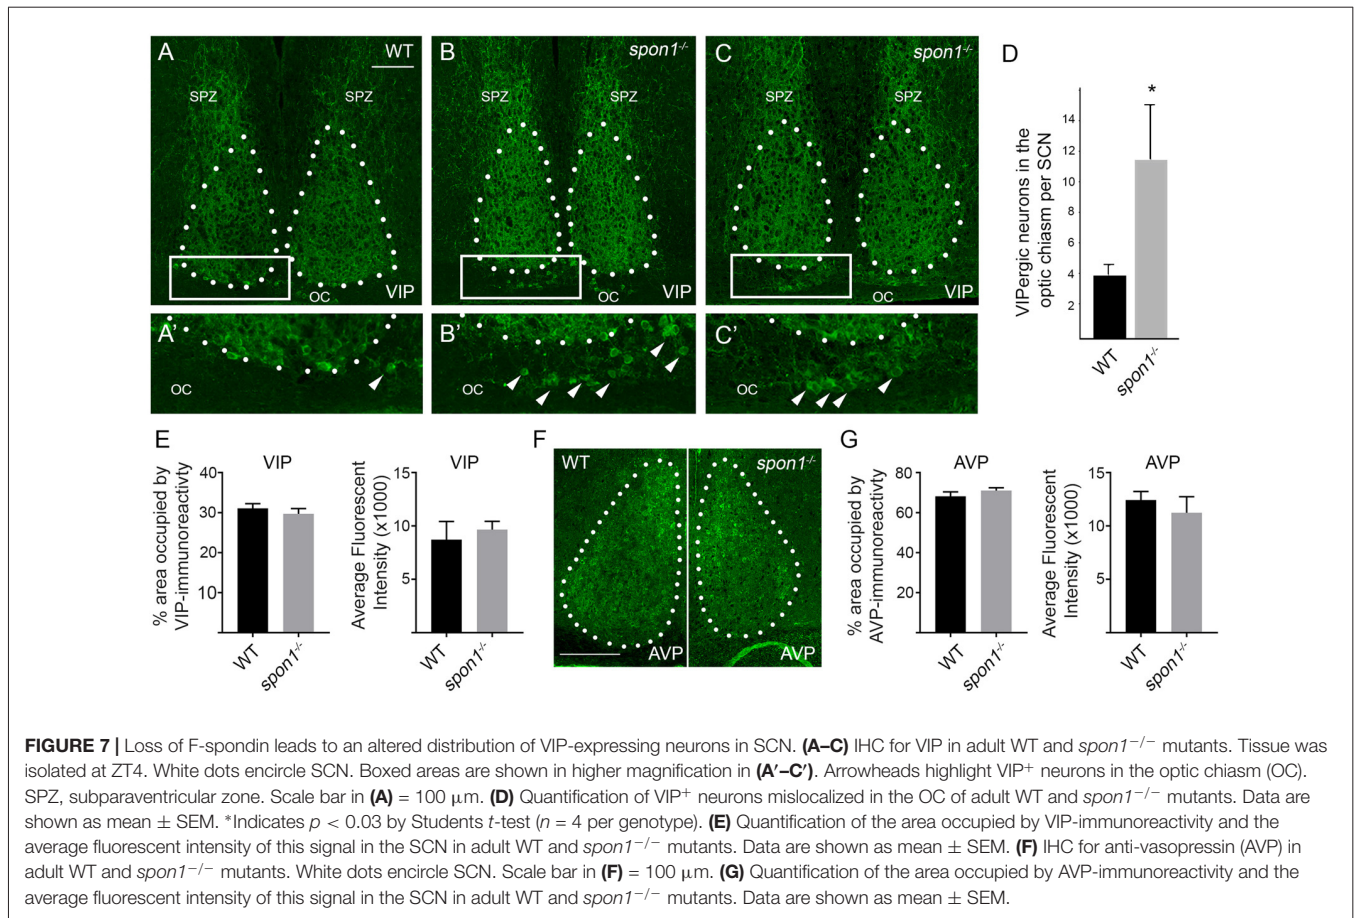 A
WT
SPZ
SPZ
OC
VIP
B
spon1-/-
SPZ
SPZ
OC
VIP
C
spon1-/-
SPZ
SPZ
OC
VIP
A'
OC
B'
C'
OC
D
VIPergic neurons in the
optic chiasm per SCN
*
14
12
12
8
6
4
2
WT
spon1-/-
E
VIP
% area occupied by
VIP-immunoreactivity
40
30
30
10
WT
spon1-/-
VIP
Average Fluorescent
Intensity (x1000)
15
10
5
WT
spon1-/-
F
WT
AVP
spon1-/-
AVP
G
AVP
% area occupied by
AVP-immunoreactivity
80
60
40
20
WT
spon1-/-
AVP
Average Fluorescent
Intensity (x1000)
15
10
5
WT
spon1-/-
FIGURE 7 | Loss of F-spondin leads to an altered distribution of VIP-expressing neurons in SCN. (A–C) IHC for VIP in adult WT and spon1−/− mutants. Tissue was
isolated at ZT4. White dots encircle SCN. Boxed areas are shown in higher magnification in (A′–C′). Arrowheads highlight VIP+ neurons in the optic chiasm (OC).
SPZ, subparaventricular zone. Scale bar in (A) = 100 μm. (D) Quantification of VIP+ neurons mislocalized in the OC of adult WT and spon1−/− mutants. Data are
shown as mean ± SEM. *Indicates p < 0.03 by Students t-test (n = 4 per genotype). (E) Quantification of the area occupied by VIP-immunoreactivity and the
average fluorescent intensity of this signal in the SCN in adult WT and spon1−/− mutants. Data are shown as mean ± SEM. (F) IHC for anti-vasopressin (AVP) in
adult WT and spon1−/− mutants. White dots encircle SCN. Scale bar in (F) = 100 μm. (G) Quantification of the area occupied by AVP-immunoreactivity and the
average fluorescent intensity of this signal in the SCN in adult WT and spon1−/− mutants. Data are shown as mean ± SEM.